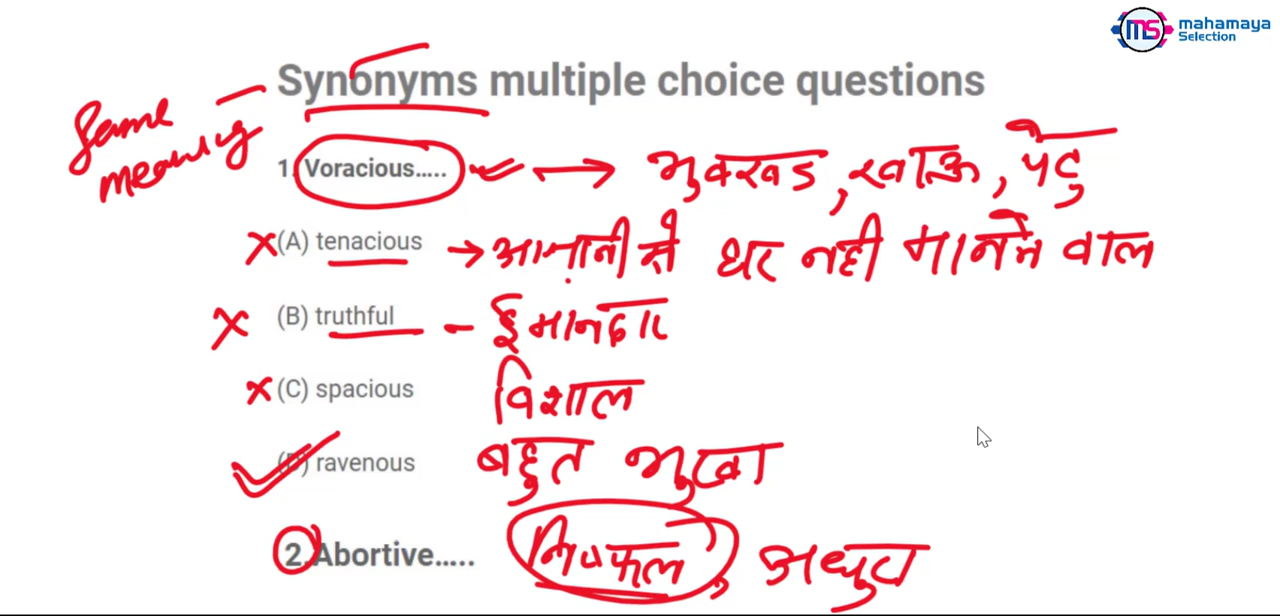 mahamaya
Selection
Synonyms multiple choice questions
same
meaning
1. Voracious..... भुक्खड, खाऊ, पेटु
(A) tenacious आसानी से हार नही मानने वाल
(B) truthful - ईमानदार
(C) spacious विशाल
(D) ravenous बहुत भुखा
2. Abortive..... निष्फल, अधुरा